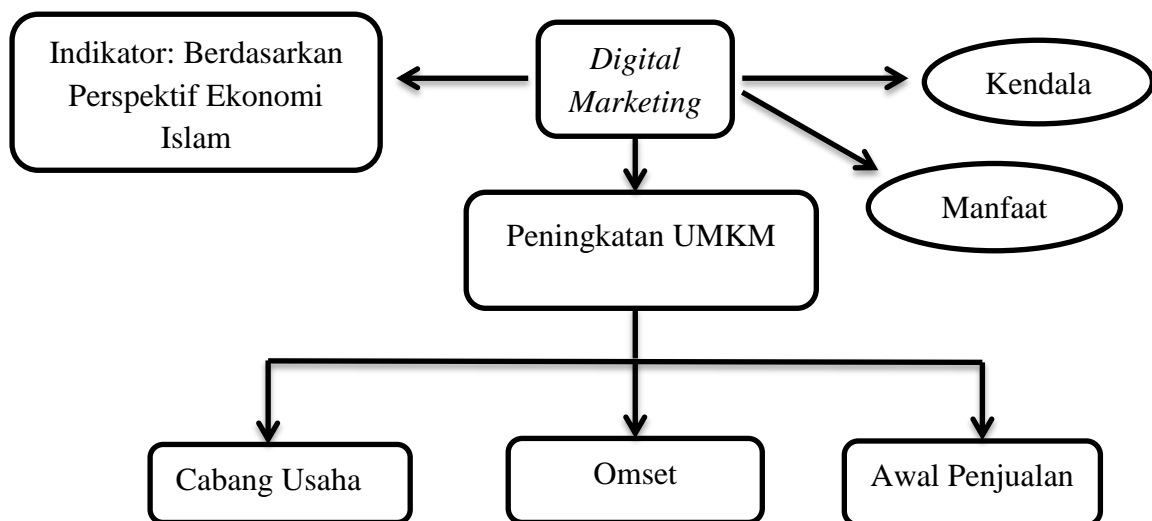 Indikator: Berdasarkan
Perspektif Ekonomi
Islam
Digital
Marketing
Kendala
Manfaat
Peningkatan UMKM
Cabang Usaha
Omset
Awal Penjualan